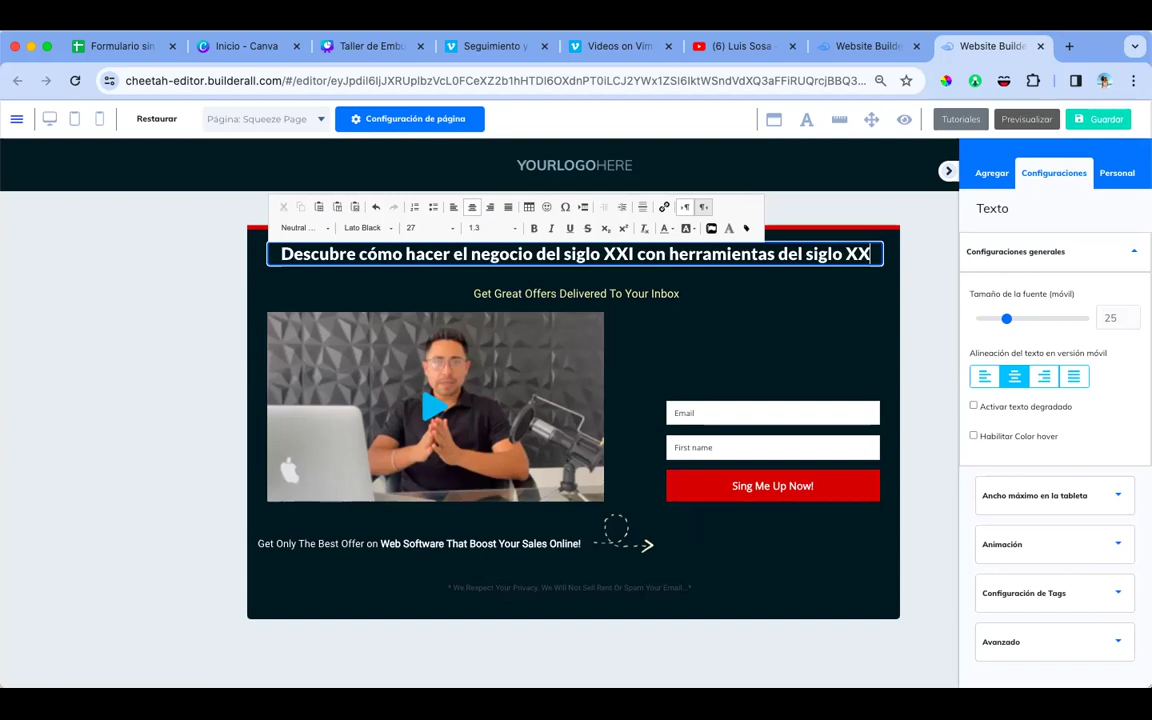 Formulario sin
Inicio - Canva
Taller de Embu
Seguimiento y
Videos on Vim
(6) Luis Sosa -
Website Builde
Website Builde
cheetah-editor.builderall.com/#/editor/eyJpdiI6IjJXRUplbzVcL0FCeXZ2b1hHTDl6OXdnPT0iLCJ2YWx1ZSI6IktWSndVdXQ3aFFiRUQrcjBBQ3...
Restaurar
Página: Squeeze Page
Configuración de página
Tutoriales
Previsualizar
Guardar
YOURLOGOHERE
Agregar
Configuraciones
Personal
Neutral ...
Lato Black
27
1.3
Texto
Descubre cómo hacer el negocio del siglo XXI con herramientas del siglo XX
Configuraciones generales
Get Great Offers Delivered To Your Inbox
Tamaño de la fuente (móvil)
25
Alineación del texto en versión móvil
Activar texto degradado
Habilitar Color hover
Email
First name
Sing Me Up Now!
Ancho máximo en la tableta
Get Only The Best Offer on Web Software That Boost Your Sales Online!
Animación
* We Respect Your Privacy. We Will Not Sell Rent Or Spam Your Email...*
Configuración de Tags
Avanzado